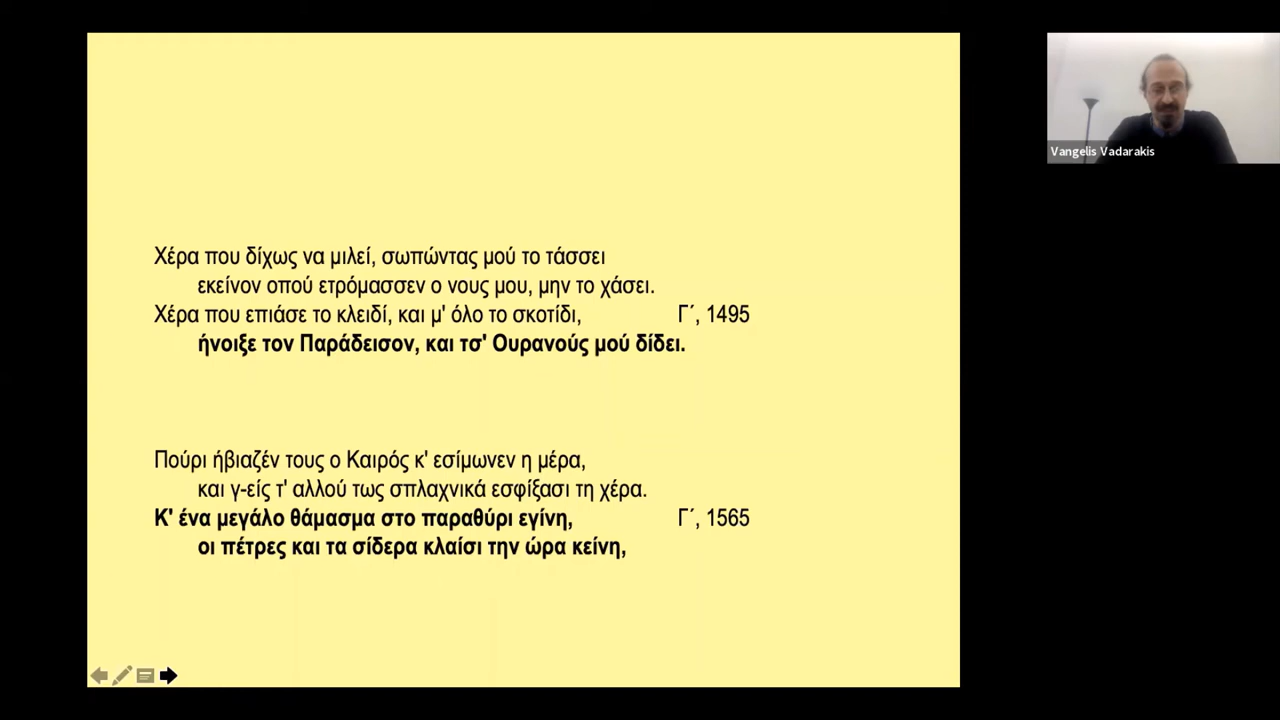 Χέρα που δίχως να μιλεί, σωπώντας μού το τάσσει
εκείνον οπού ετρόμασσεν ο νους μου, μην το χάσει.
Χέρα που επιάσε το κλειδί, και μ' όλο το σκοτίδι, Γ΄, 1495
ήνοιξε τον Παράδεισον, και τσ' Ουρανούς μού δίδει.
Πούρι ήβιαζέν τους ο Καιρός κ' εσίμωνεν η μέρα,
και γ-είς τ' αλλού τως σπλαχνικά εσφίξασι τη χέρα.
Κ' ένα μεγάλο θάμασμα στο παραθύρι εγίνη, Γ΄, 1565
οι πέτρες και τα σίδερα κλαίσι την ώρα κείνη,
Vangelis Vadarakis